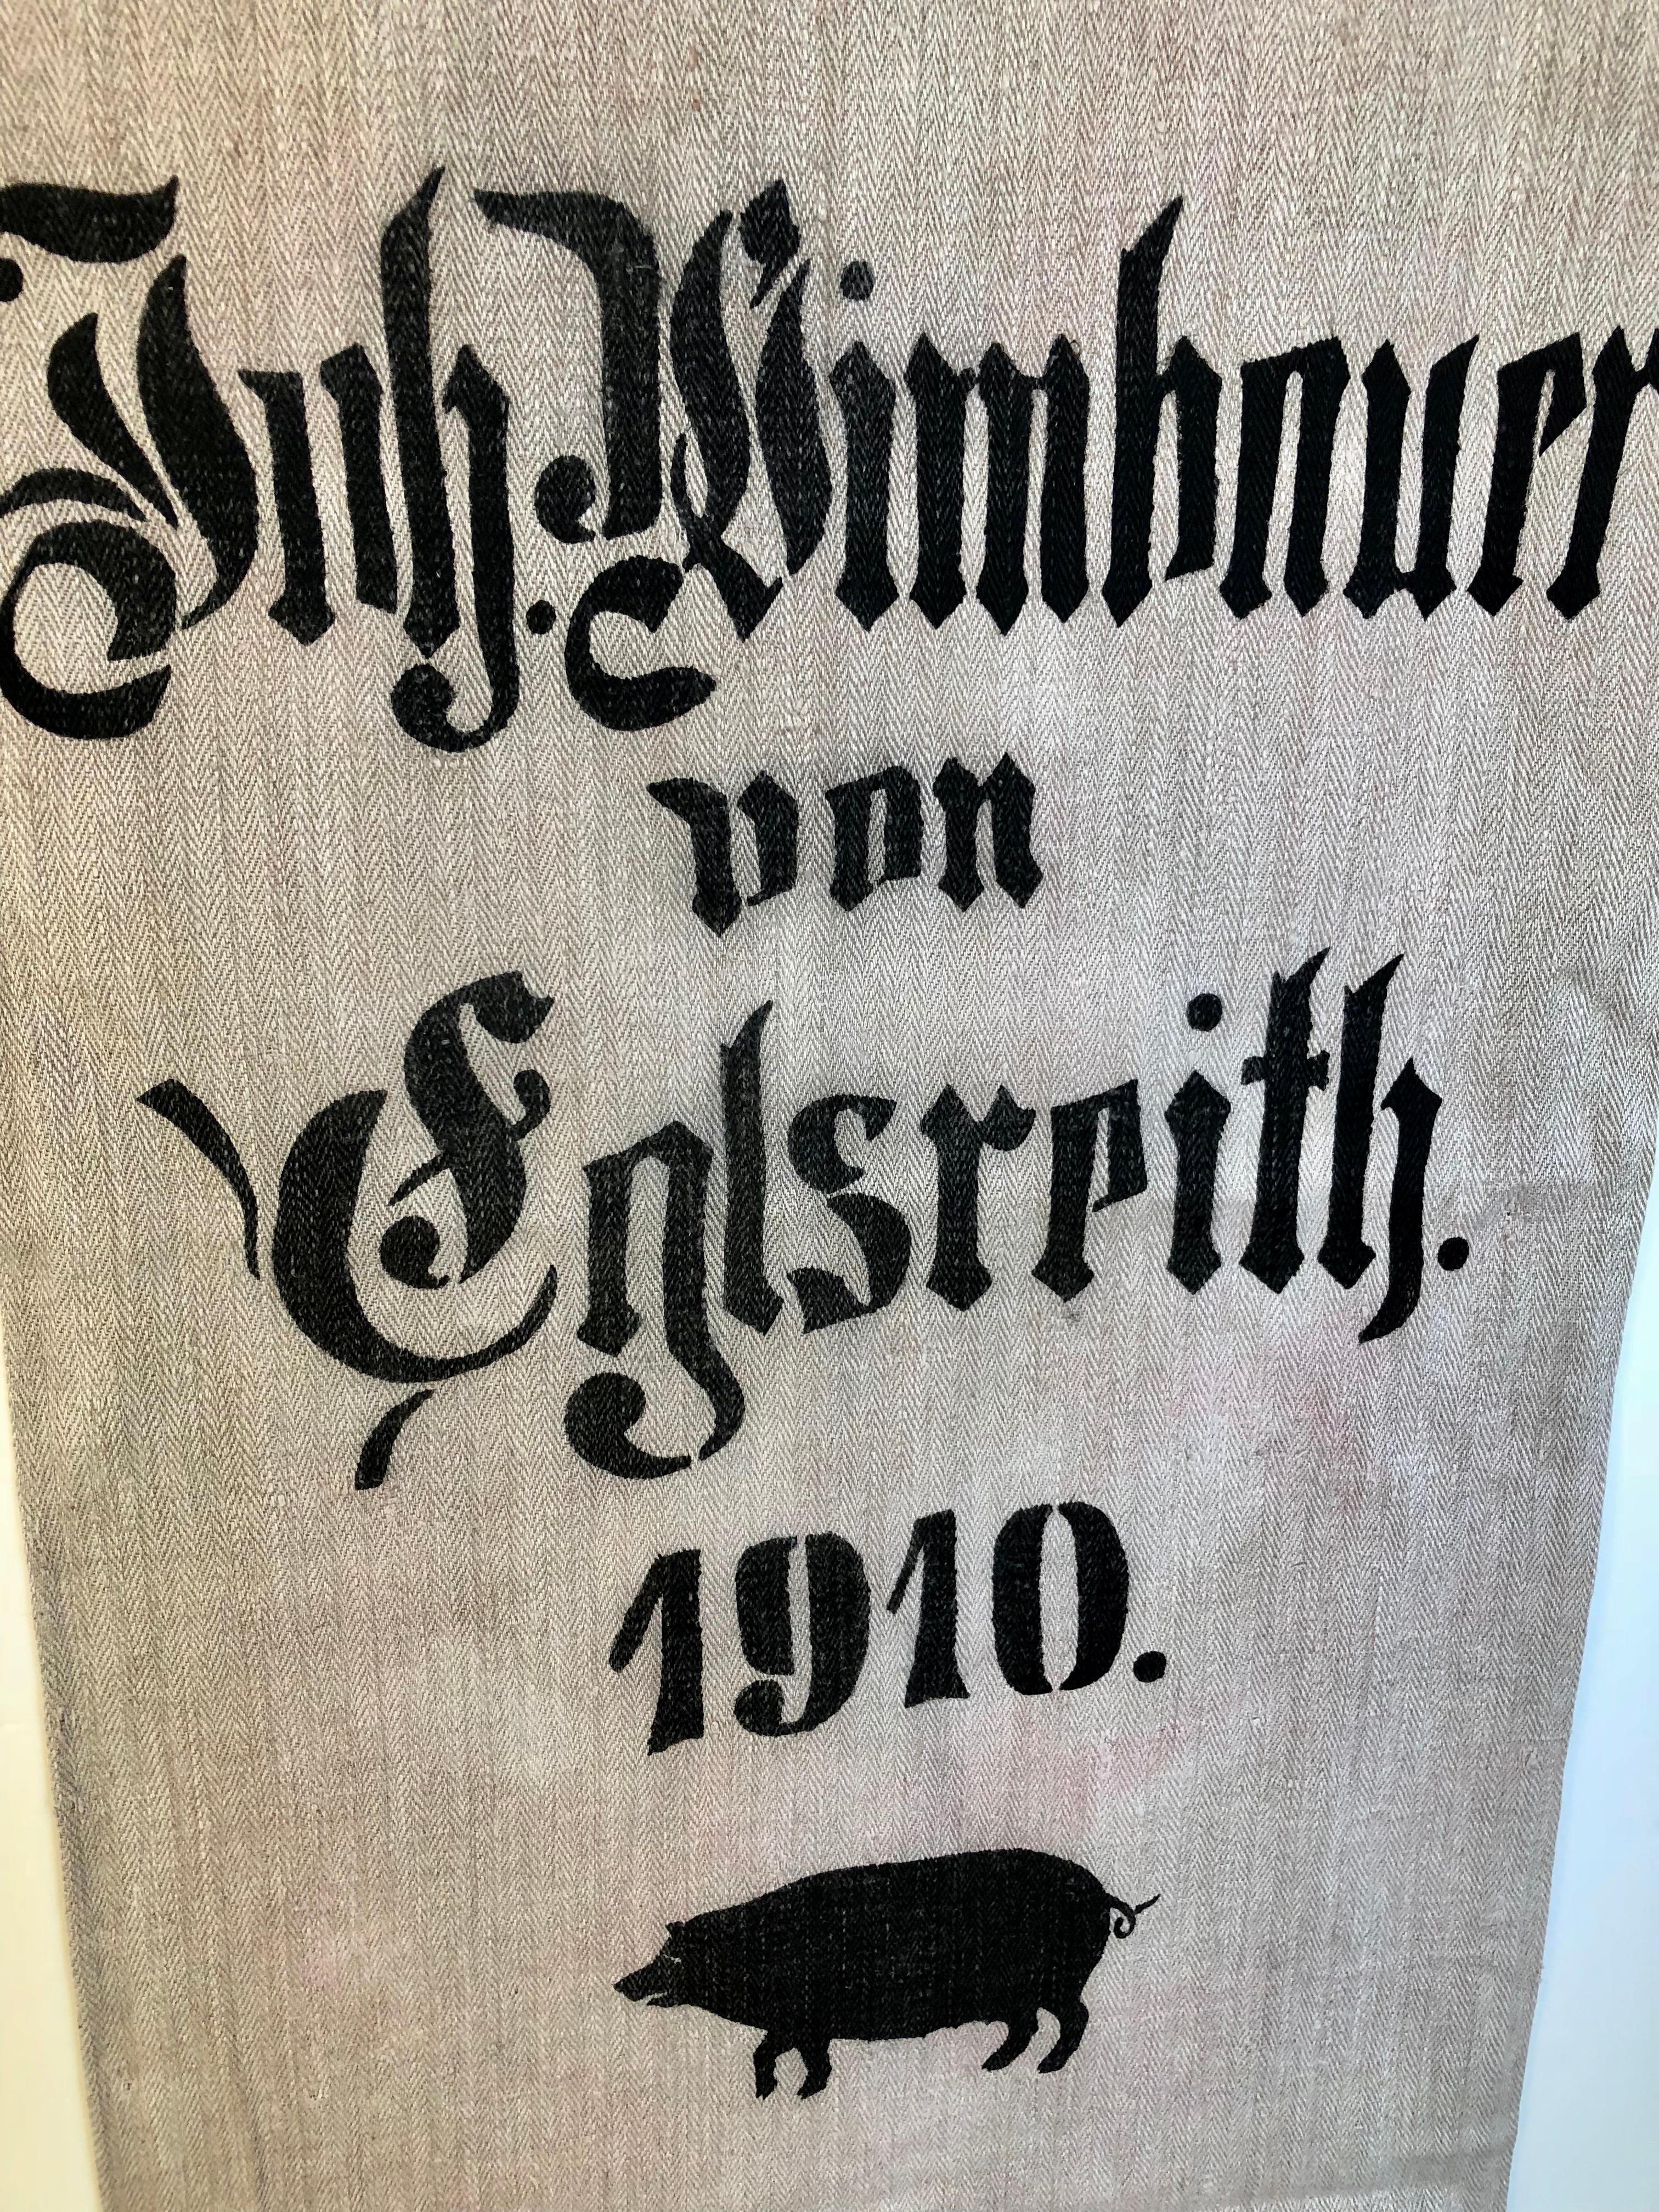 Joh. Wimbauer
von
Eglsreith.
1910.